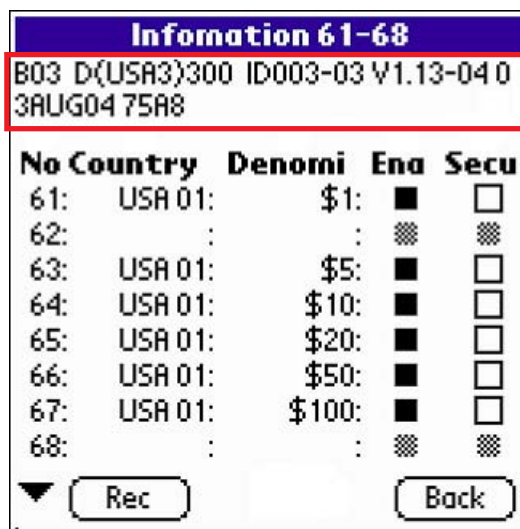 Infomation 61-68
B03 D(USA3)300 ID003-03 V1.13-04 0
3AUG04 75A8
No Country Denomi Ena Secu
61: USA 01: $1:
62: : :
63: USA 01: $5:
64: USA 01: $10:
65: USA 01: $20:
66: USA 01: $50:
67: USA 01: $100:
68: : :
Rec Back